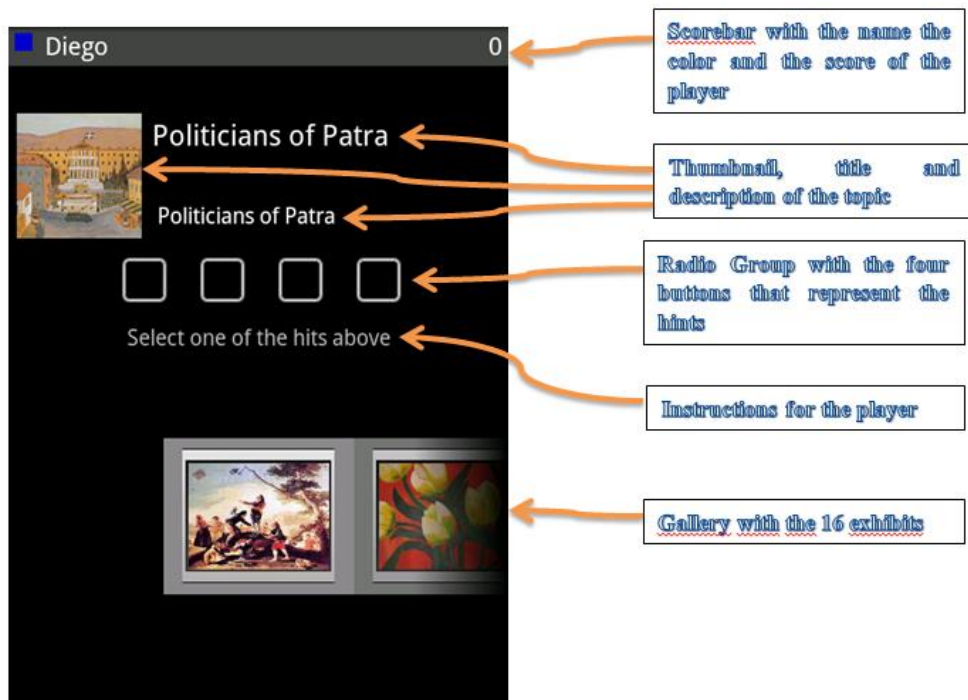 Diego 0
Politicians of Patra
Politicians of Patra
Select one of the hits above
Scorebar with the name the
color and the score of the
player
Thumbnail, title and
description of the topic
Radio Group with the four
buttons that represent the
hints
Instructions for the player
Gallery with the 16 exhibits